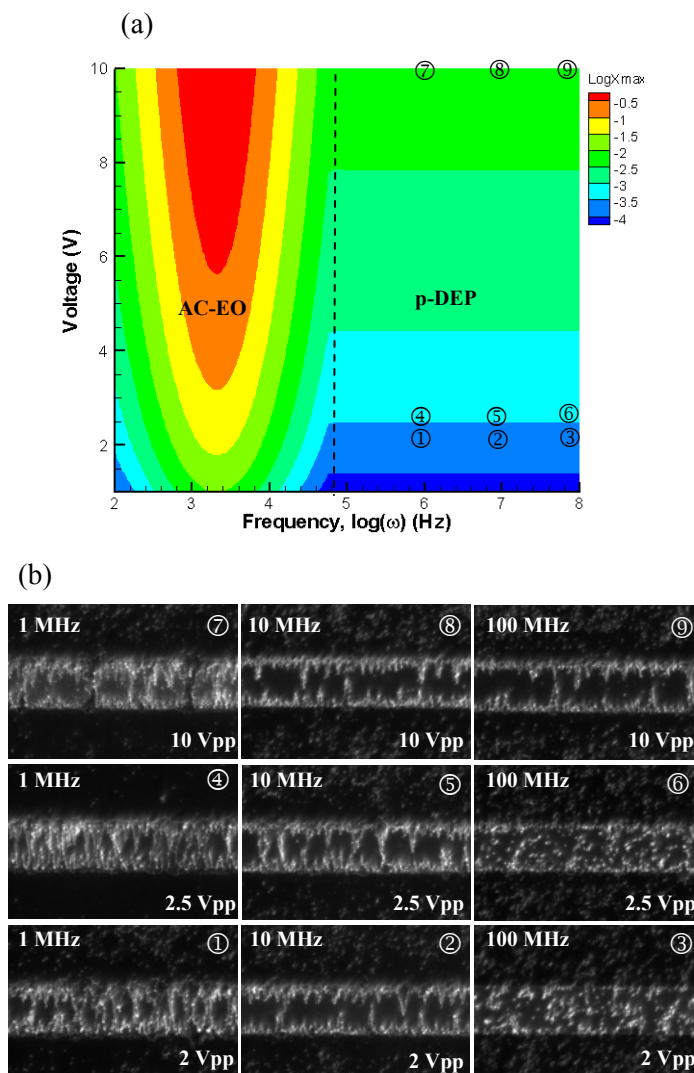 (a)
10
8
6
4
2
Voltage (V)
⑦ ⑧ ⑨
AC-EO
p-DEP
④ ⑤ ⑥
① ② ③
2 3 4 5 6 7 8
Frequency, log(ω) (Hz)
LogXmax
-0.5
-1
-1.5
-2
-2.5
-3
-3.5
-4
(b)
1 MHz ⑦
10 Vpp
10 MHz ⑧
10 Vpp
100 MHz ⑨
10 Vpp
1 MHz ④
2.5 Vpp
10 MHz ⑤
2.5 Vpp
100 MHz ⑥
2.5 Vpp
1 MHz ①
2 Vpp
10 MHz ②
2 Vpp
100 MHz ③
2 Vpp